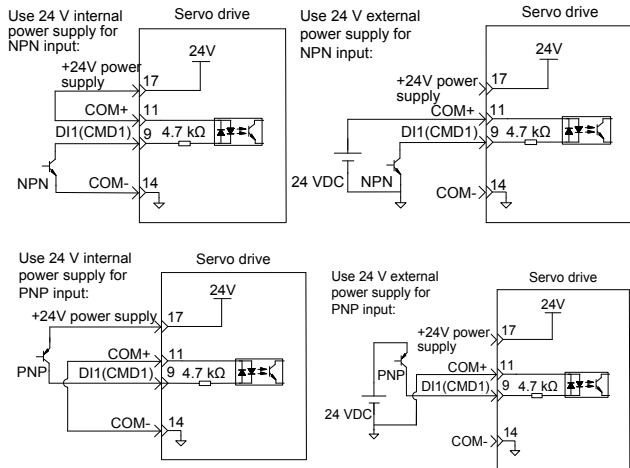 Use 24 V internal
power supply for
NPN input:
Servo drive
24V
+24V power
supply
17
COM+
11
DI1(CMD1)
9
4.7 kΩ
NPN
COM-
14
Use 24 V external
power supply for
NPN input:
Servo drive
24V
+24V power
supply
17
COM+
11
DI1(CMD1)
9
4.7 kΩ
24 VDC
NPN
COM-
14
Use 24 V internal
power supply for
PNP input:
Servo drive
24V
+24V power supply
17
COM+
11
PNP
DI1(CMD1)
9
4.7 kΩ
COM-
14
Use 24 V external
power supply for
PNP input:
Servo drive
24V
+24V power
supply
17
COM+
11
PNP
DI1(CMD1)
9
4.7 kΩ
24 VDC
COM-
14